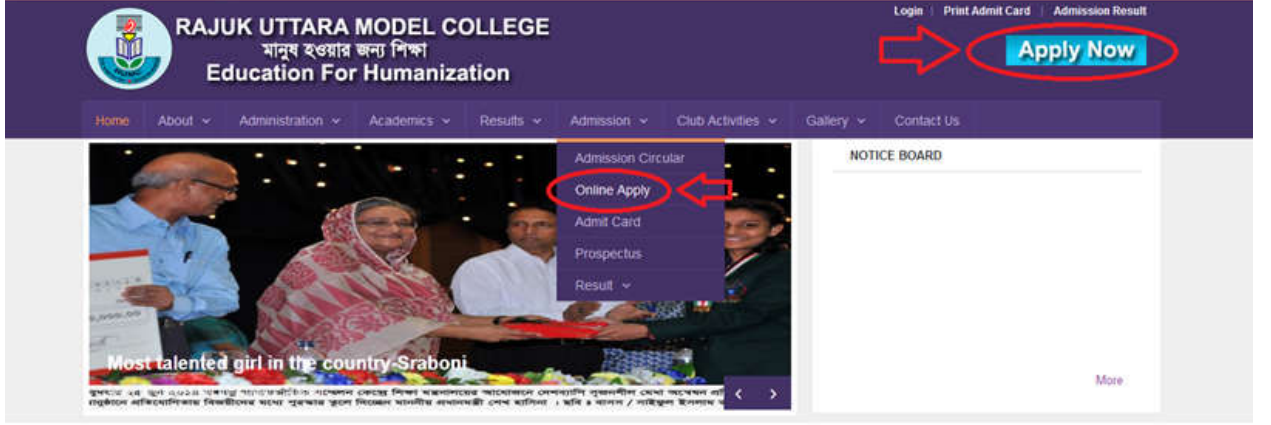 Login | Print Admit Card | Admission Result
RAJUK UTTARA MODEL COLLEGE
মানুষ হওয়ার জন্য শিক্ষা
Education For Humanization
Apply Now
Home About Administration Academics Results Admission Club Activities Gallery Contact Us
Admission Circular
Online Apply
Admit Card
Prospectus
Result
Most talented girl in the country-Sraboni
NOTICE BOARD
More